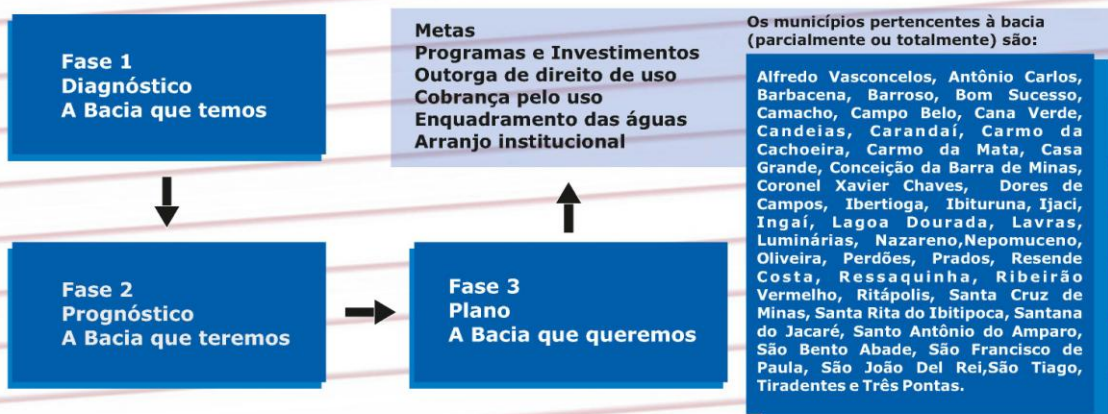 Fase 1
Diagnóstico
A Bacia que temos
Fase 2
Prognóstico
A Bacia que teremos
Fase 3
Plano
A Bacia que queremos
Metas
Programas e Investimentos
Outorga de direito de uso
Cobrança pelo uso
Enquadramento das águas
Arranjo institucional
Os municípios pertencentes à bacia
(parcialmente ou totalmente) são:
Alfredo Vasconcelos, Antônio Carlos,
Barbacena, Barroso, Bom Sucesso,
Camacho, Campo Belo, Cana Verde,
Candeias, Carandaí, Carmo da
Cachoeira, Carmo da Mata, Casa
Grande, Conceição da Barra de Minas,
Coronel Xavier Chaves, Dores de
Campos, Ibertioga, Ibituruna, Ijaci,
Ingaí, Lagoa Dourada, Lavras,
Luminárias, Nazareno,Nepomuceno,
Oliveira, Perdões, Prados, Resende
Costa, Ressaquinha, Ribeirão
Vermelho, Ritápolis, Santa Cruz de
Minas, Santa Rita do Ibitipoca, Santana
do Jacaré, Santo Antônio do Amparo,
São Bento Abade, São Francisco de
Paula, São João Del Rei,São Tiago,
Tiradentes e Três Pontas.